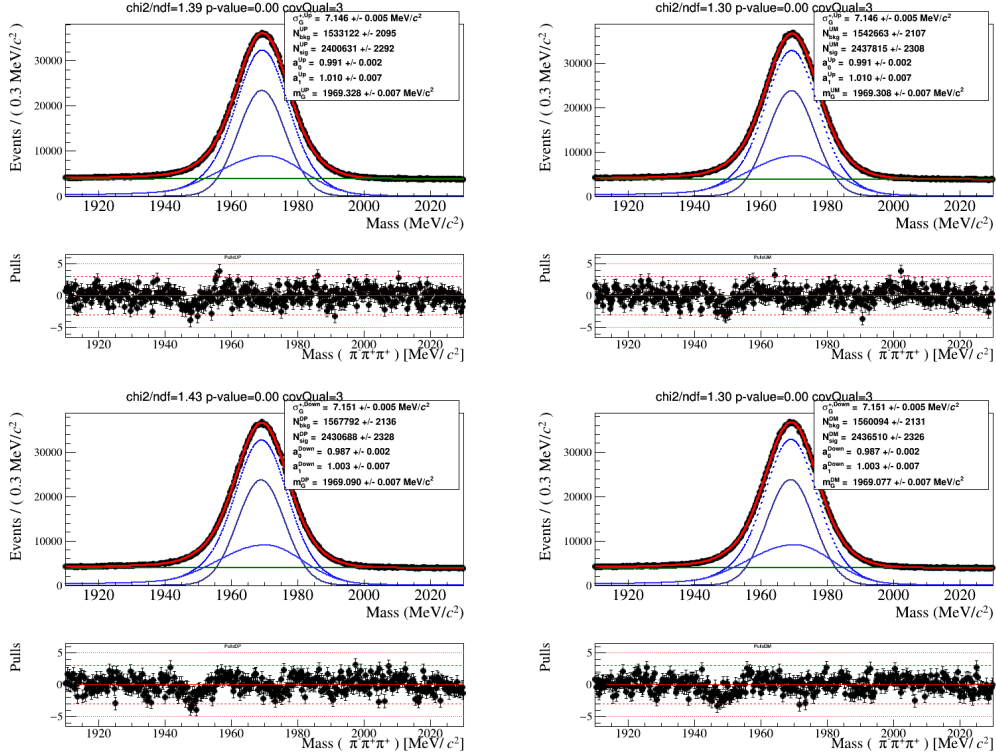 chi2/ndf=1.39 p-value=0.00 covQual=3
σ_G^{+,Up} = 7.146 +/- 0.005 MeV/c²
N_bkg^{UP} = 1533122 +/- 2095
N_sig^{UP} = 2400631 +/- 2292
a_0^{Up} = 0.991 +/- 0.002
a_1^{Up} = 1.010 +/- 0.007
m_G^{UP} = 1969.328 +/- 0.007 MeV/c²
Events / ( 0.3 MeV/c²)
30000
20000
10000
0
1920 1940 1960 1980 2000 2020
Mass (MeV/c²)
Pulls
PullsUP
5
0
−5
1920 1940 1960 1980 2000 2020
Mass ( π⁻π⁺π⁺ ) [MeV/c²]
chi2/ndf=1.30 p-value=0.00 covQual=3
σ_G^{+,Up} = 7.146 +/- 0.005 MeV/c²
N_bkg^{UM} = 1542663 +/- 2107
N_sig^{UM} = 2437815 +/- 2308
a_0^{Up} = 0.991 +/- 0.002
a_1^{Up} = 1.010 +/- 0.007
m_G^{UM} = 1969.308 +/- 0.007 MeV/c²
Events / ( 0.3 MeV/c²)
30000
20000
10000
0
1920 1940 1960 1980 2000 2020
Mass (MeV/c²)
Pulls
PullsUM
5
0
−5
1920 1940 1960 1980 2000 2020
Mass ( π⁻π⁺π⁺ ) [MeV/c²]
chi2/ndf=1.43 p-value=0.00 covQual=3
σ_G^{+,Down} = 7.151 +/- 0.005 MeV/c²
N_bkg^{DP} = 1567792 +/- 2136
N_sig^{DP} = 2430688 +/- 2328
a_0^{Down} = 0.987 +/- 0.002
a_1^{Down} = 1.003 +/- 0.007
m_G^{DP} = 1969.090 +/- 0.007 MeV/c²
Events / ( 0.3 MeV/c²)
30000
20000
10000
0
1920 1940 1960 1980 2000 2020
Mass (MeV/c²)
Pulls
PullsDP
5
0
−5
1920 1940 1960 1980 2000 2020
Mass ( π⁻π⁺π⁺ ) [MeV/c²]
chi2/ndf=1.30 p-value=0.00 covQual=3
σ_G^{+,Down} = 7.151 +/- 0.005 MeV/c²
N_bkg^{DM} = 1560094 +/- 2131
N_sig^{DM} = 2436510 +/- 2326
a_0^{Down} = 0.987 +/- 0.002
a_1^{Down} = 1.003 +/- 0.007
m_G^{DM} = 1969.077 +/- 0.007 MeV/c²
Events / ( 0.3 MeV/c²)
30000
20000
10000
0
1920 1940 1960 1980 2000 2020
Mass (MeV/c²)
Pulls
PullsDM
5
0
−5
1920 1940 1960 1980 2000 2020
Mass ( π⁻π⁺π⁺ ) [MeV/c²]